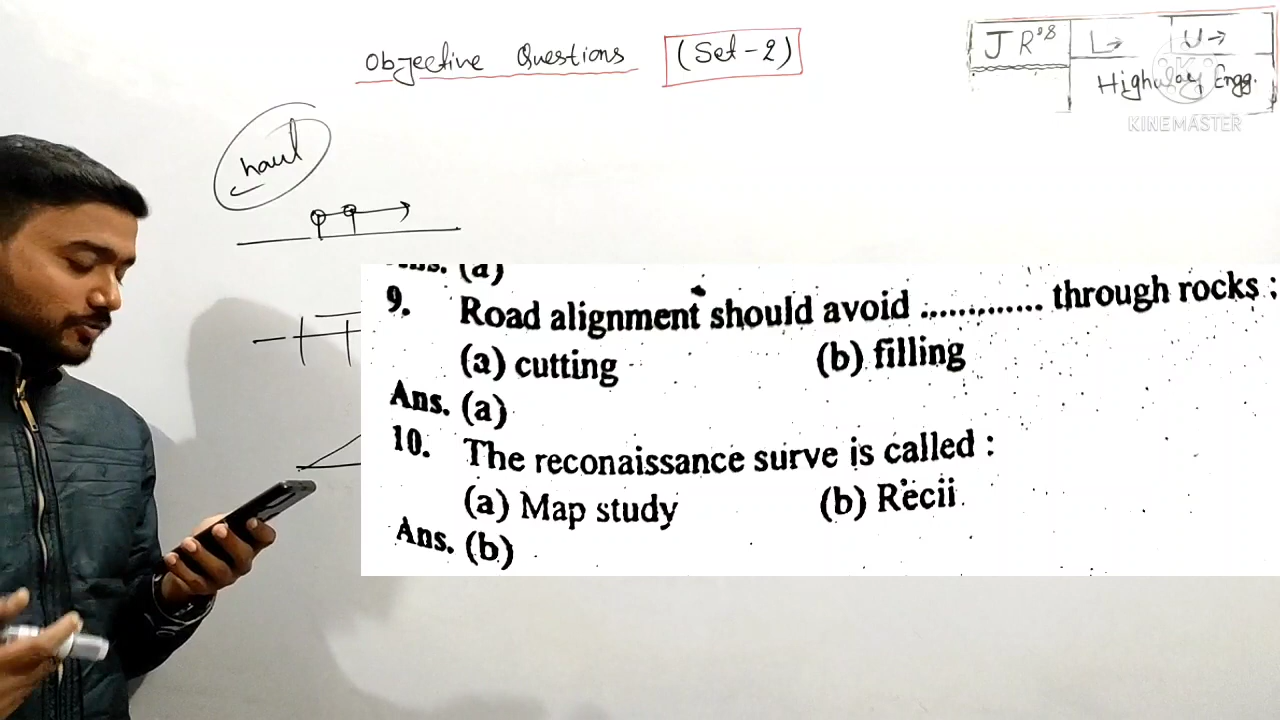 Objective Questions (Set-2)
JR's L→ U→
Highway Engg.
KINEMASTER
haul
Ans. (a)
9. Road alignment should avoid ............. through rocks :
(a) cutting (b) filling
Ans. (a)
10. The reconaissance surve is called :
(a) Map study (b) Recii
Ans. (b)